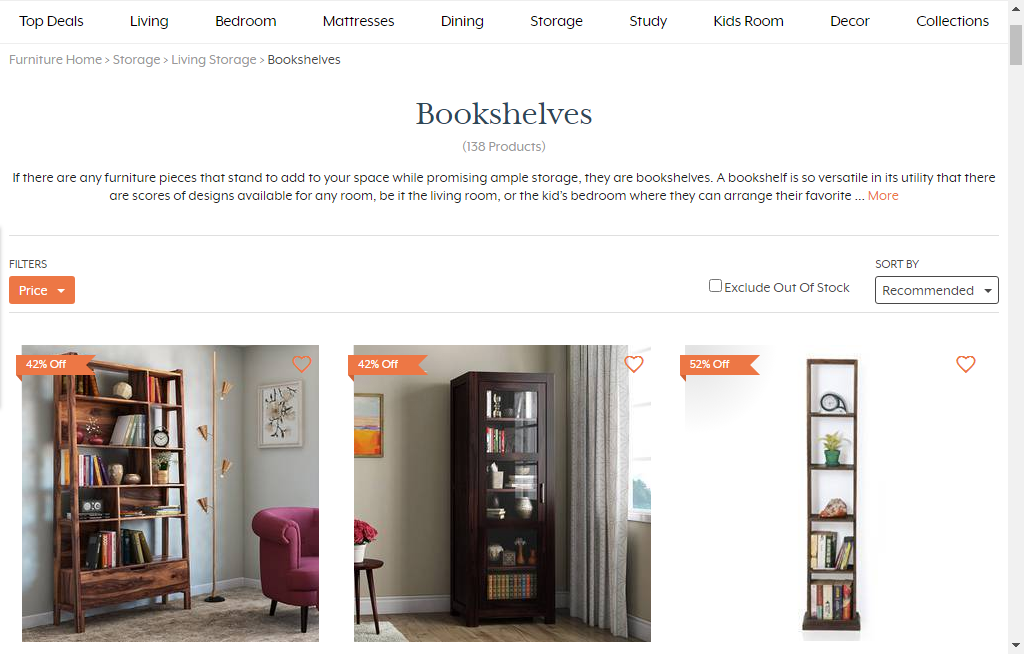 Top Deals Living Bedroom Mattresses Dining Storage Study Kids Room Decor Collections
Furniture Home > Storage > Living Storage > Bookshelves
Bookshelves
(138 Products)
If there are any furniture pieces that stand to add to your space while promising ample storage, they are bookshelves. A bookshelf is so versatile in its utility that there
are scores of designs available for any room, be it the living room, or the kid's bedroom where they can arrange their favorite ... More
FILTERS
Price
Exclude Out Of Stock
SORT BY
Recommended
42% Off
42% Off
52% Off